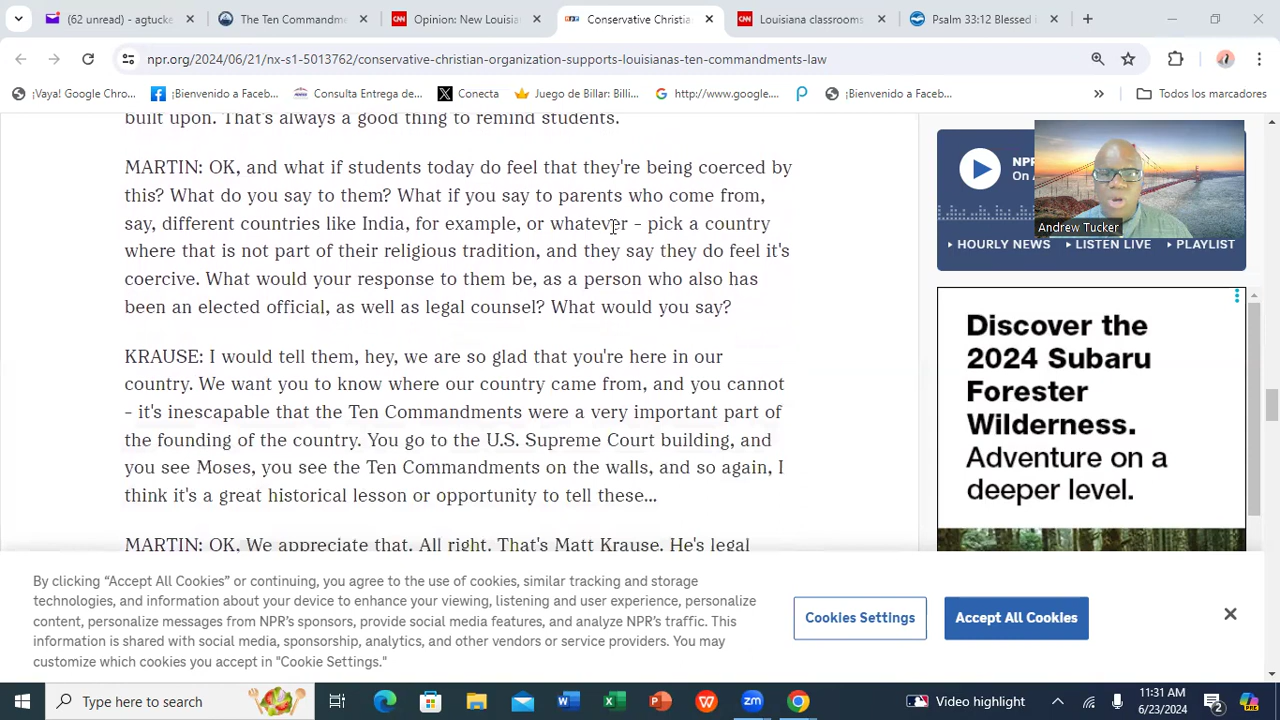 (62 unread) - agtucke
The Ten Commandme
Opinion: New Louisia
Conservative Christia
Louisiana classrooms
Psalm 33:12 Blessed i
npr.org/2024/06/21/nx-s1-5013762/conservative-christian-organization-supports-louisianas-ten-commandments-law
¡Vaya! Google Chro...
¡Bienvenido a Faceb...
Consulta Entrega de...
Conecta
Juego de Billar: Billi...
http://www.google....
¡Bienvenido a Faceb...
»
Todos los marcadores
built upon. That's always a good thing to remind students.
MARTIN: OK, and what if students today do feel that they're being coerced by
this? What do you say to them? What if you say to parents who come from,
say, different countries like India, for example, or whatever - pick a country
where that is not part of their religious tradition, and they say they do feel it's
coercive. What would your response to them be, as a person who also has
been an elected official, as well as legal counsel? What would you say?
KRAUSE: I would tell them, hey, we are so glad that you're here in our
country. We want you to know where our country came from, and you cannot
- it's inescapable that the Ten Commandments were a very important part of
the founding of the country. You go to the U.S. Supreme Court building, and
you see Moses, you see the Ten Commandments on the walls, and so again, I
think it's a great historical lesson or opportunity to tell these...
MARTIN: OK. We appreciate that. All right. That's Matt Krause. He's legal
NPR
On A
Andrew Tucker
HOURLY NEWS
LISTEN LIVE
PLAYLIST
Discover the
2024 Subaru
Forester
Wilderness.
Adventure on a
deeper level.
By clicking "Accept All Cookies" or continuing, you agree to the use of cookies, similar tracking and storage
technologies, and information about your device to enhance your viewing, listening and user experience, personalize
content, personalize messages from NPR's sponsors, provide social media features, and analyze NPR's traffic. This
information is shared with social media, sponsorship, analytics, and other vendors or service providers. You may
customize which cookies you accept in "Cookie Settings."
Cookies Settings
Accept All Cookies
Type here to search
Video highlight
11:31 AM
6/23/2024